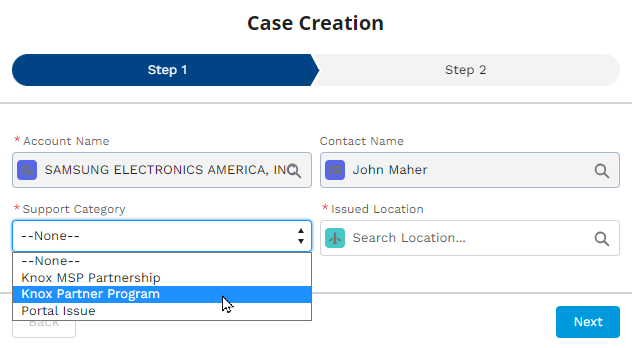 Case Creation
Step 1 Step 2
* Account Name Contact Name
SAMSUNG ELECTRONICS AMERICA, INC John Maher
* Support Category * Issued Location
--None-- Search Location...
--None--
Knox MSP Partnership
Knox Partner Program
Portal Issue
Back Next